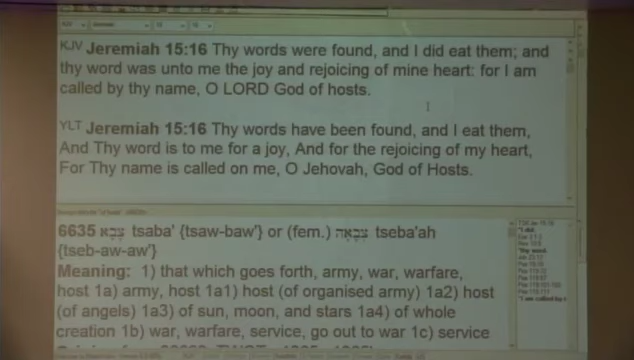 KJV Jeremiah 15:16 Thy words were found, and I did eat them; and
thy word was unto me the joy and rejoicing of mine heart: for I am
called by thy name, O LORD God of hosts.
YLT Jeremiah 15:16 Thy words have been found, and I eat them,
And Thy word is to me for a joy, And for the rejoicing of my heart,
For Thy name is called on me, O Jehovah, God of Hosts.
6635 צָבָא tsaba' {tsaw-baw'} or (fem.) צְבָאָה tseba'ah
{tseb-aw-aw'}
Meaning: 1) that which goes forth, army, war, warfare,
host 1a) army, host 1a1) host (of organised army) 1a2) host
(of angels) 1a3) of sun, moon, and stars 1a4) of whole
creation 1b) war, warfare, service, go out to war 1c) service
"I did
"thy word
"I am called by